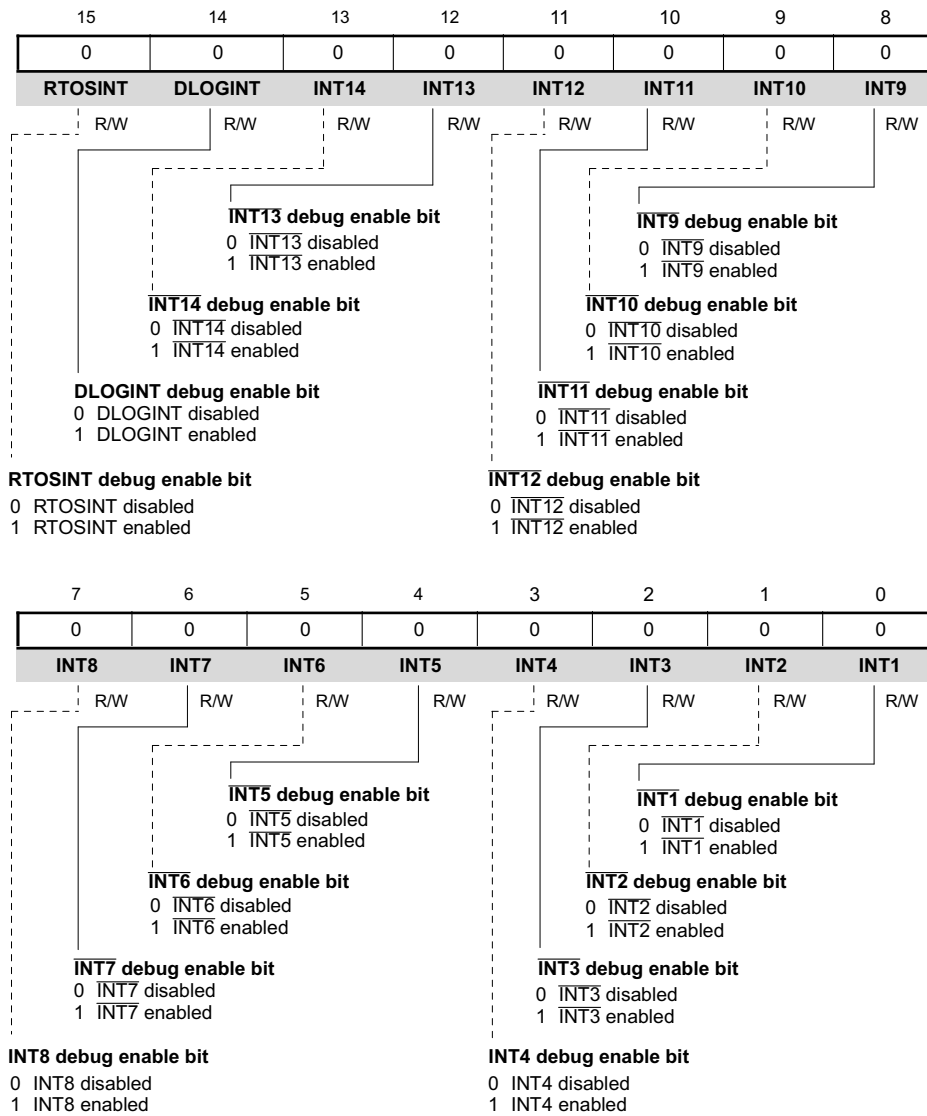 15 14 13 12 11 10 9 8
0 0 0 0 0 0 0 0
RTOSINT DLOGINT INT14 INT13 INT12 INT11 INT10 INT9
R/W R/W R/W R/W R/W R/W R/W R/W
INT13 debug enable bit
0 INT13 disabled
1 INT13 enabled
INT9 debug enable bit
0 INT9 disabled
1 INT9 enabled
INT14 debug enable bit
0 INT14 disabled
1 INT14 enabled
INT10 debug enable bit
0 INT10 disabled
1 INT10 enabled
DLOGINT debug enable bit
0 DLOGINT disabled
1 DLOGINT enabled
INT11 debug enable bit
0 INT11 disabled
1 INT11 enabled
RTOSINT debug enable bit
0 RTOSINT disabled
1 RTOSINT enabled
INT12 debug enable bit
0 INT12 disabled
1 INT12 enabled
7 6 5 4 3 2 1 0
0 0 0 0 0 0 0 0
INT8 INT7 INT6 INT5 INT4 INT3 INT2 INT1
R/W R/W R/W R/W R/W R/W R/W R/W
INT5 debug enable bit
0 INT5 disabled
1 INT5 enabled
INT1 debug enable bit
0 INT1 disabled
1 INT1 enabled
INT6 debug enable bit
0 INT6 disabled
1 INT6 enabled
INT2 debug enable bit
0 INT2 disabled
1 INT2 enabled
INT7 debug enable bit
0 INT7 disabled
1 INT7 enabled
INT3 debug enable bit
0 INT3 disabled
1 INT3 enabled
INT8 debug enable bit
0 INT8 disabled
1 INT8 enabled
INT4 debug enable bit
0 INT4 disabled
1 INT4 enabled